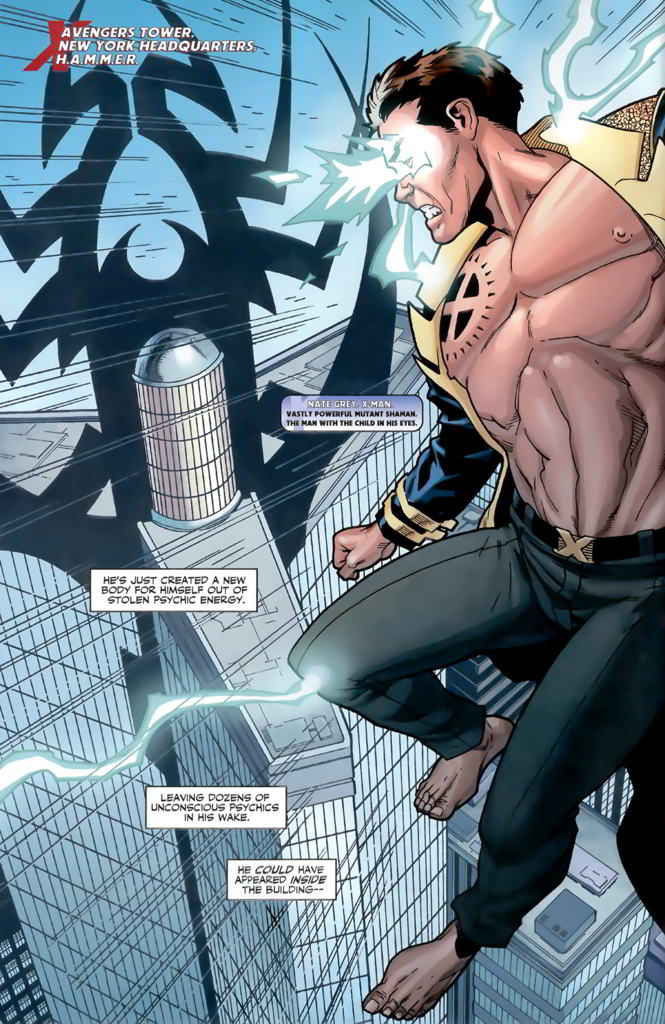 AVENGERS TOWER.
NEW YORK HEADQUARTERS,
H.A.M.M.E.R.
NATE GREY, X MAN.
VASTLY POWERFUL MUTANT SHAMAN.
THE MAN WITH THE CHILD IN HIS EYES.
HE'S JUST CREATED A NEW
BODY FOR HIMSELF OUT OF
STOLEN PSYCHIC ENERGY.
LEAVING DOZENS OF
UNCONSCIOUS PSYCHICS
IN HIS WAKE.
HE COULD HAVE
APPEARED INSIDE
THE BUILDING--